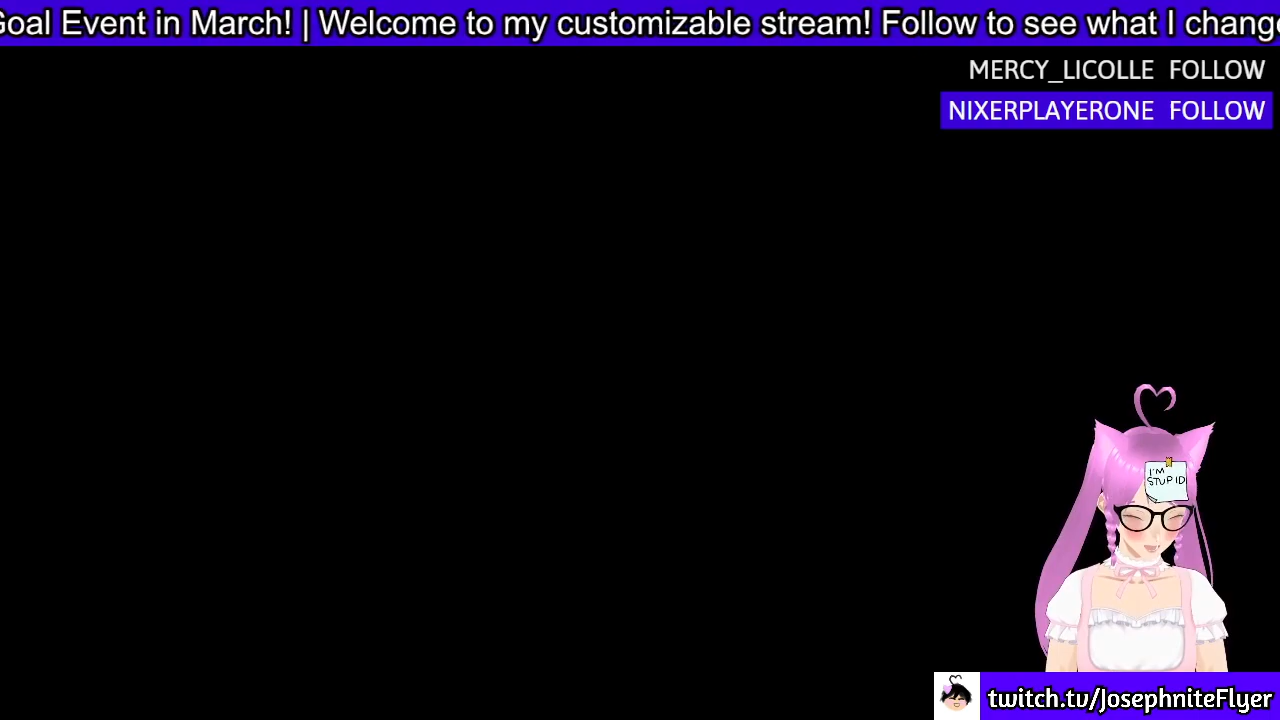 Goal Event in March! | Welcome to my customizable stream! Follow to see what I change
MERCY_LICOLLE FOLLOW
NIXERPLAYERONE FOLLOW
I'M
STUPID
twitch.tv/JosephniteFlyer